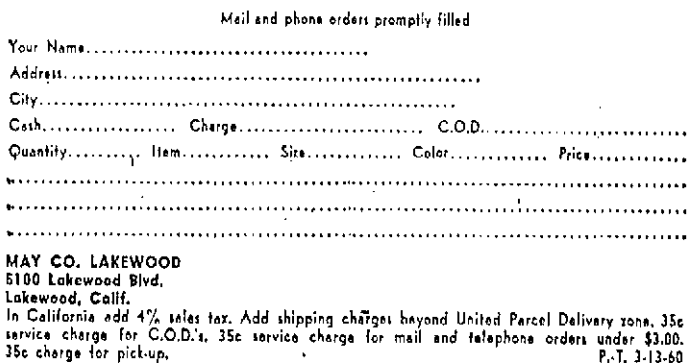 Mail and phone orders promptly filled
Your Name..............................................
Address..............................................................
City..............................................................
Cash................. Charge........................ C.O.D...............................
Quantity.......... Item............ Size............ Color............. Price.............
................................................................................
................................................................................
................................................................................
MAY CO. LAKEWOOD
5100 Lakewood Blvd.
Lakewood, Calif.
In California add 4% sales tax. Add shipping charges beyond United Parcel Delivery zone, 35c
service charge for C.O.D.'s, 35c service charge for mail and telephone orders under $3.00.
35c charge for pick-up. P.-T. 3-13-60